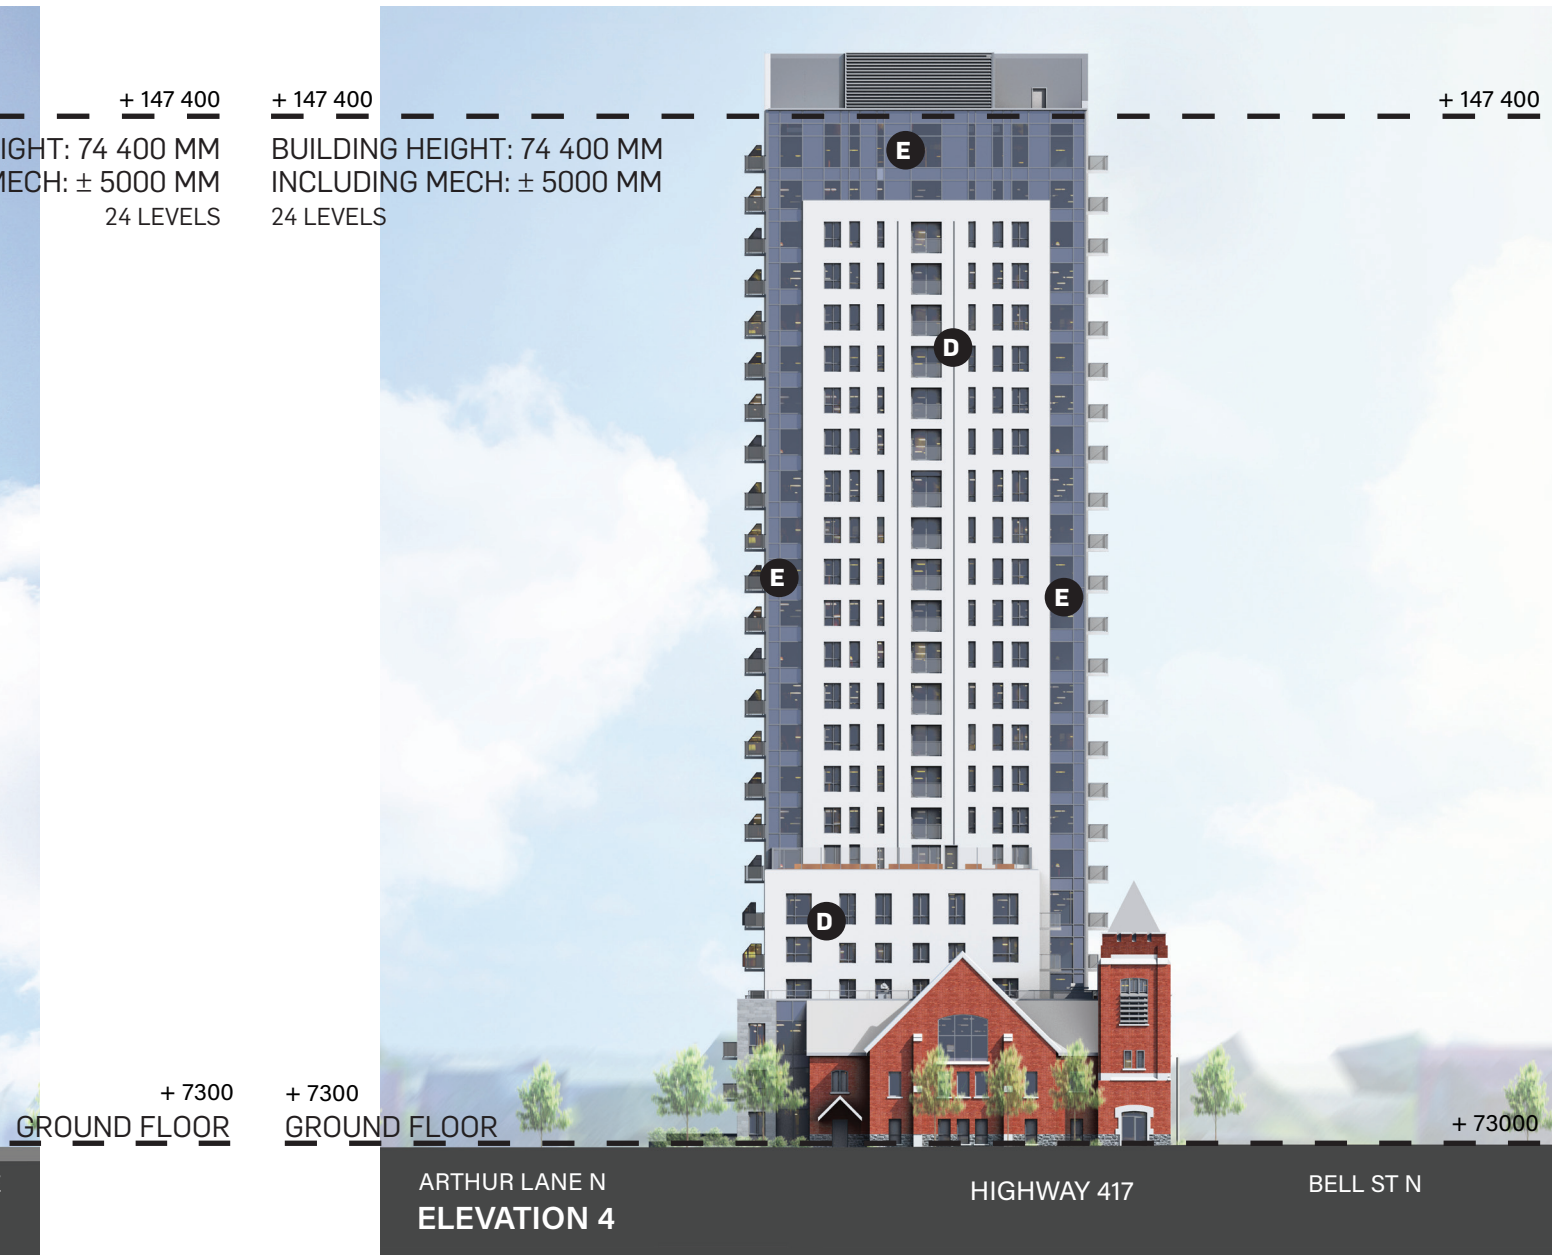 + 147 400
IGHT: 74 400 MM
MECH: ± 5000 MM
24 LEVELS
+ 147 400
BUILDING HEIGHT: 74 400 MM
INCLUDING MECH: ± 5000 MM
24 LEVELS
+ 147 400
E
D
E
E
D
+ 7300
GROUND FLOOR
+ 7300
GROUND FLOOR
+ 73000
ARTHUR LANE N
ELEVATION 4
HIGHWAY 417
BELL ST N